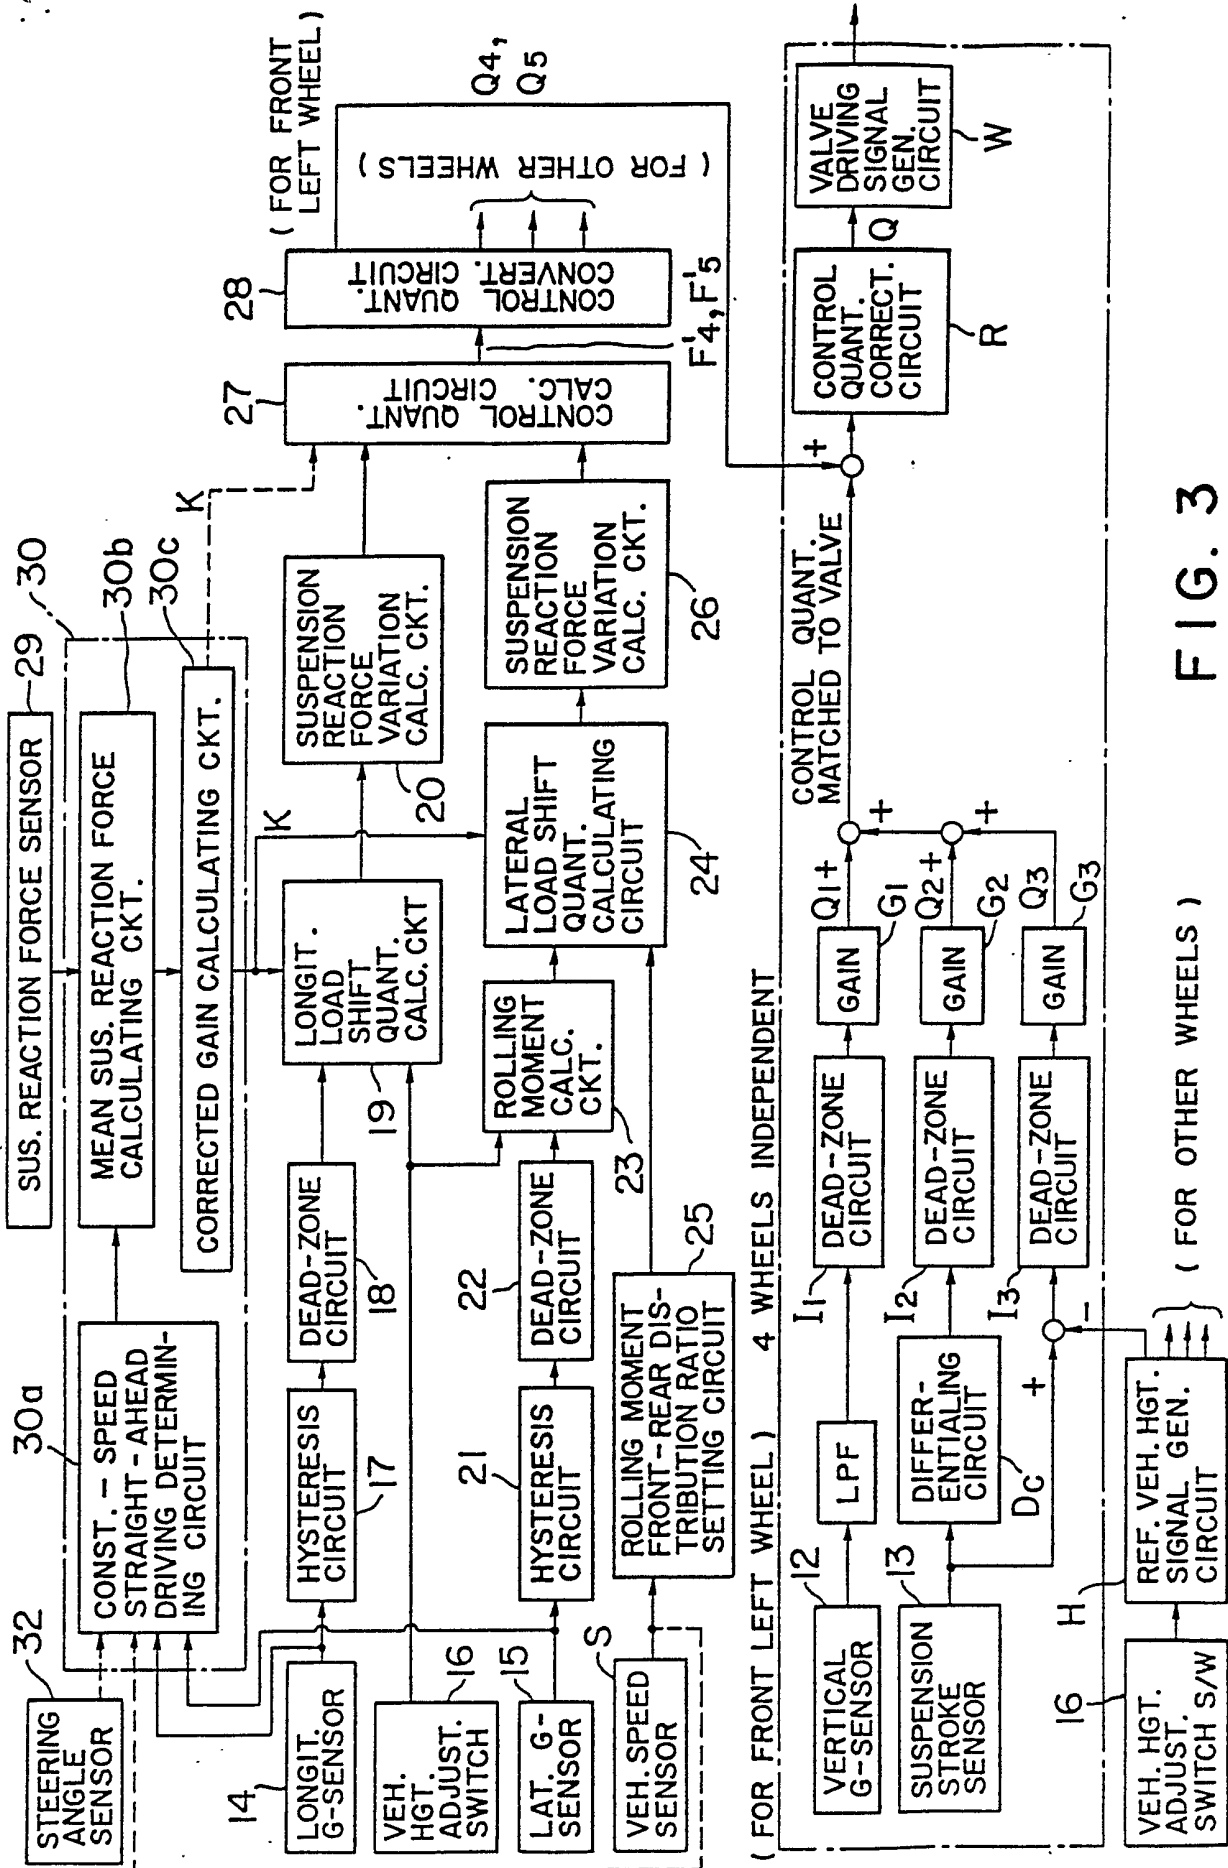 STEERING
ANGLE
SENSOR
32
CONST.-SPEED
STRAIGHT-AHEAD
DRIVING DETERMIN-
ING CIRCUIT
30a
SUS. REACTION FORCE SENSOR
29
MEAN SUS. REACTION FORCE
CALCULATING CKT.
30b
CORRECTED GAIN CALCULATING CKT.
30c
30
K
K
LONGIT.
G-SENSOR
14
HYSTERESIS
CIRCUIT
17
DEAD-ZONE
CIRCUIT
18
LONGIT.
LOAD
SHIFT
QUANT.
CALC.CKT
19
SUSPENSION
REACTION
FORCE
VARIATION
CALC. CKT.
20
CONTROL QUANT.
CALC. CIRCUIT
27
F'4, F'5
CONTROL QUANT.
CONVERT. CIRCUIT
28
(FOR FRONT
LEFT WHEEL)
(FOR OTHER WHEELS)
Q4,
Q5
VEH.
HGT.
ADJUST.
SWITCH
16
LAT. G-
SENSOR
15
HYSTERESIS
CIRCUIT
21
DEAD-ZONE
CIRCUIT
22
ROLLING
MOMENT
CALC.
CKT.
23
LATERAL
LOAD SHIFT
QUANT.
CALCULATING
CIRCUIT
24
SUSPENSION
REACTION
FORCE
VARIATION
CALC. CKT.
26
VEH. SPEED
SENSOR
S
ROLLING MOMENT
FRONT-REAR DIS-
TRIBUTION RATIO
SETTING CIRCUIT
25
(FOR FRONT LEFT WHEEL)
4 WHEELS INDEPENDENT
VERTICAL
G-SENSOR
12
LPF
I1
DEAD-ZONE
CIRCUIT
GAIN
G1
Q1
+
+
CONTROL QUANT.
MATCHED TO VALVE
+
CONTROL
QUANT.
CORRECT.
CIRCUIT
R
Q
VALVE
DRIVING
SIGNAL
GEN.
CIRCUIT
W
SUSPENSION
STROKE
SENSOR
13
DIFFER-
ENTIALING
CIRCUIT
DC
I2
DEAD-ZONE
CIRCUIT
GAIN
G2
Q2
+
+
+
-
I3
DEAD-ZONE
CIRCUIT
GAIN
G3
Q3
VEH. HGT.
ADJUST.
SWITCH S/W
16
REF. VEH. HGT.
SIGNAL GEN.
CIRCUIT
H
(FOR OTHER WHEELS)
FIG. 3